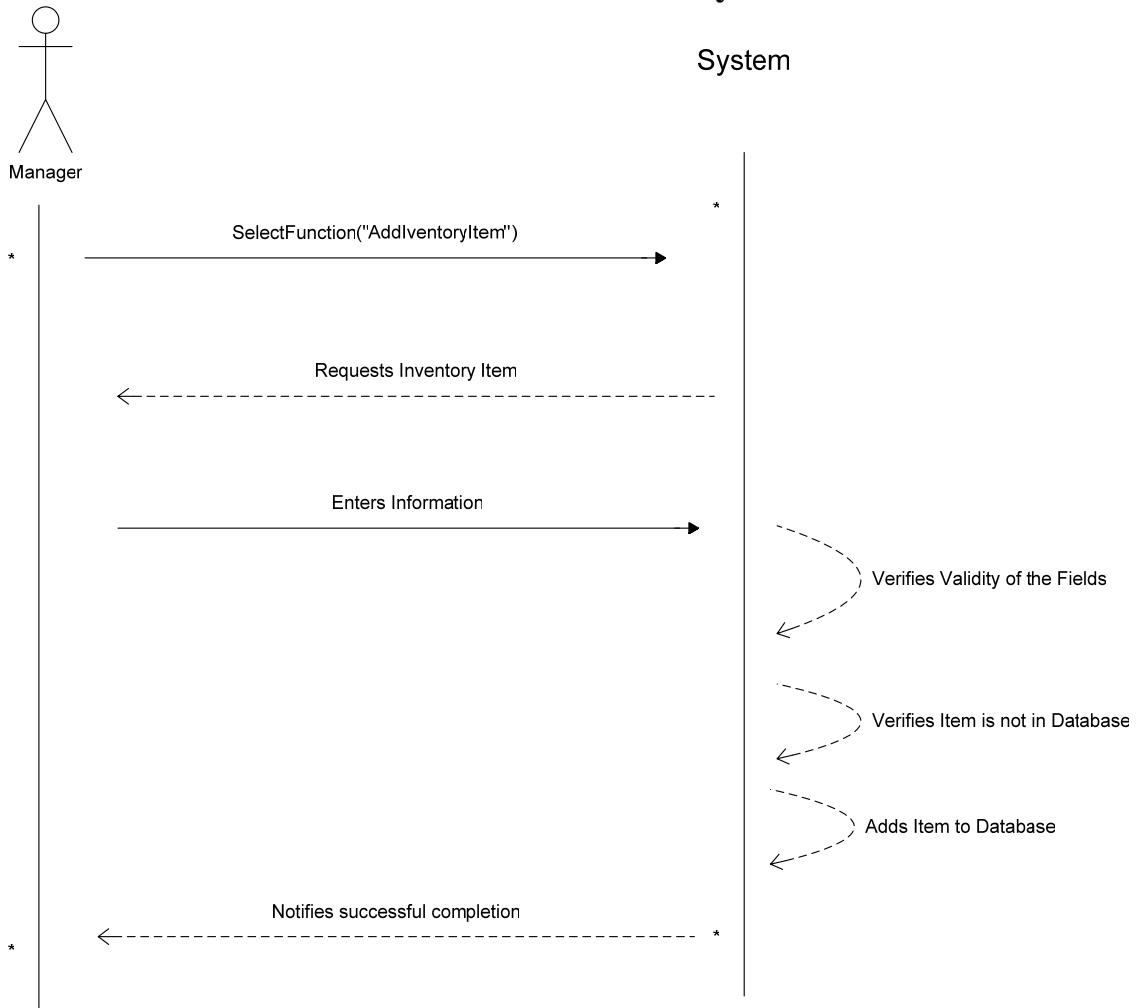 System
Manager
*
SelectFunction("AddIventoryItem")
*
Requests Inventory Item
Enters Information
Verifies Validity of the Fields
Verifies Item is not in Database
Adds Item to Database
Notifies successful completion
*
*